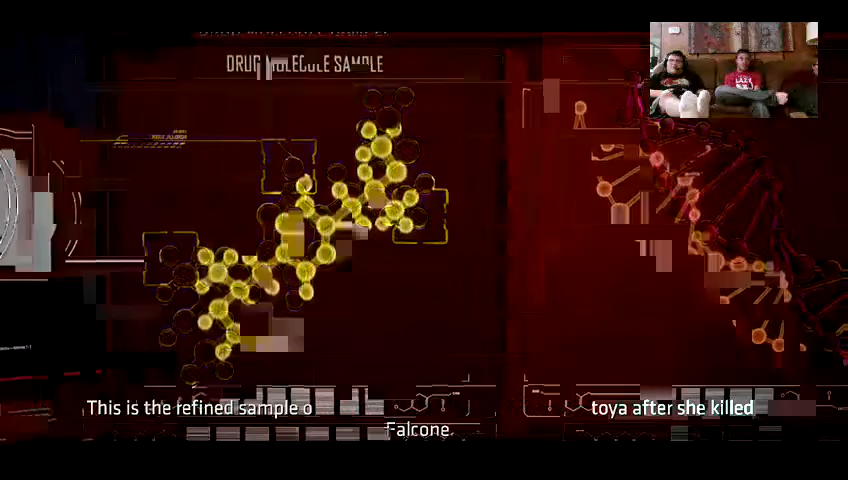 DRUG MOLECULE SAMPLE
This is the refined sample o toya after she killed
Falcone.